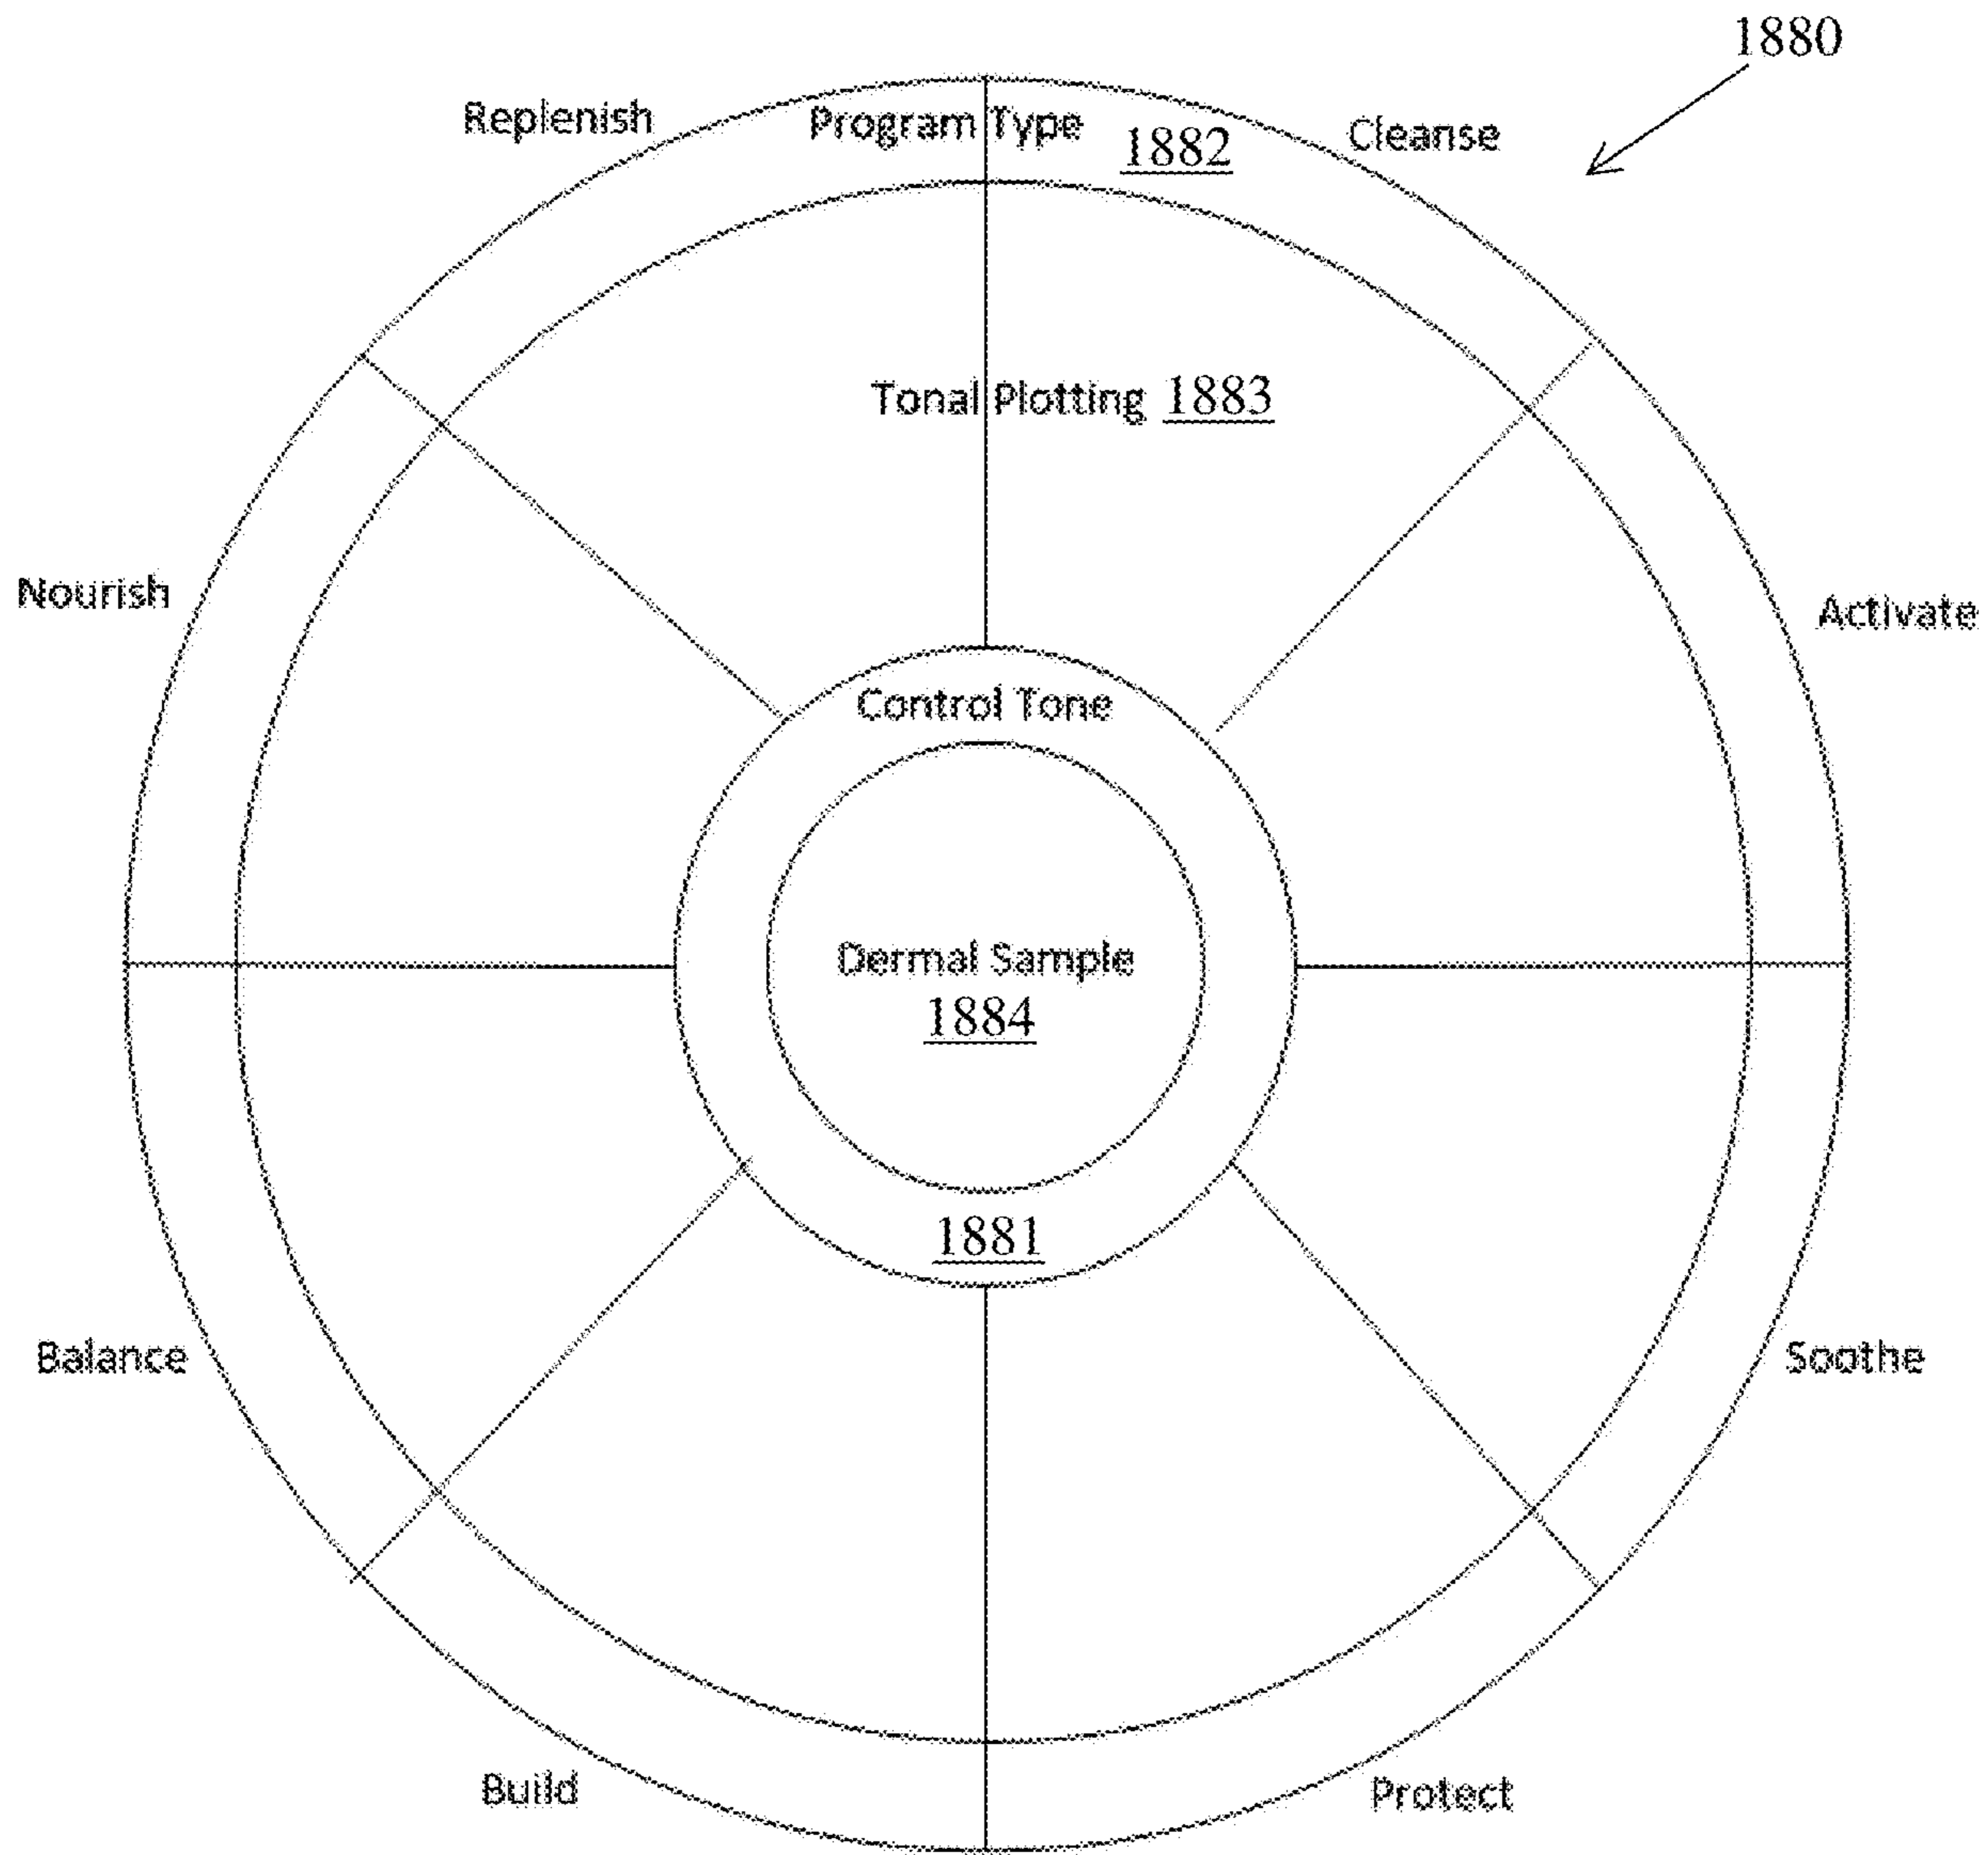 1880
Replenish
Program Type 1882
Cleanse
Tonal Plotting 1883
Nourish
Activate
Control Tone
Dermal Sample
1884
1881
Balance
Soothe
Build
Protect